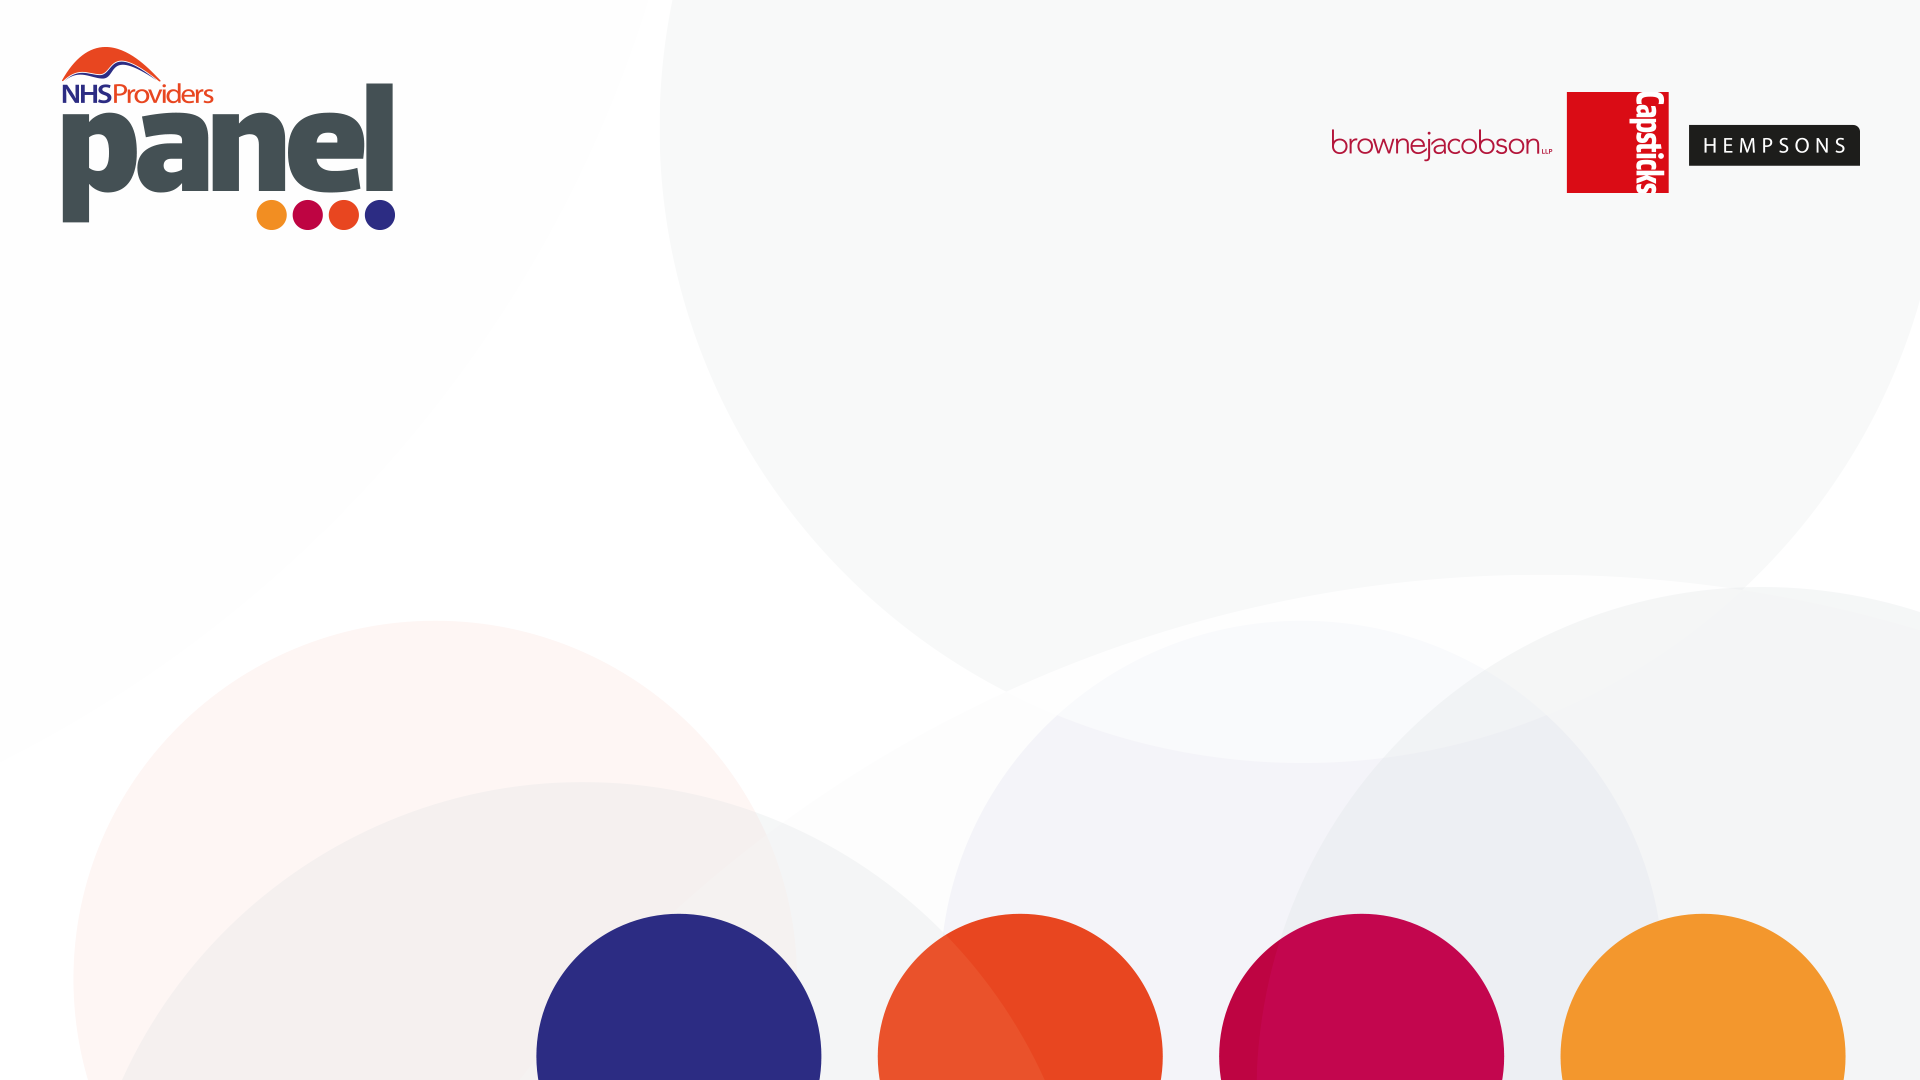 NHSProviders
panel
brownejacobson LLP
Capsticks
HEMPSONS